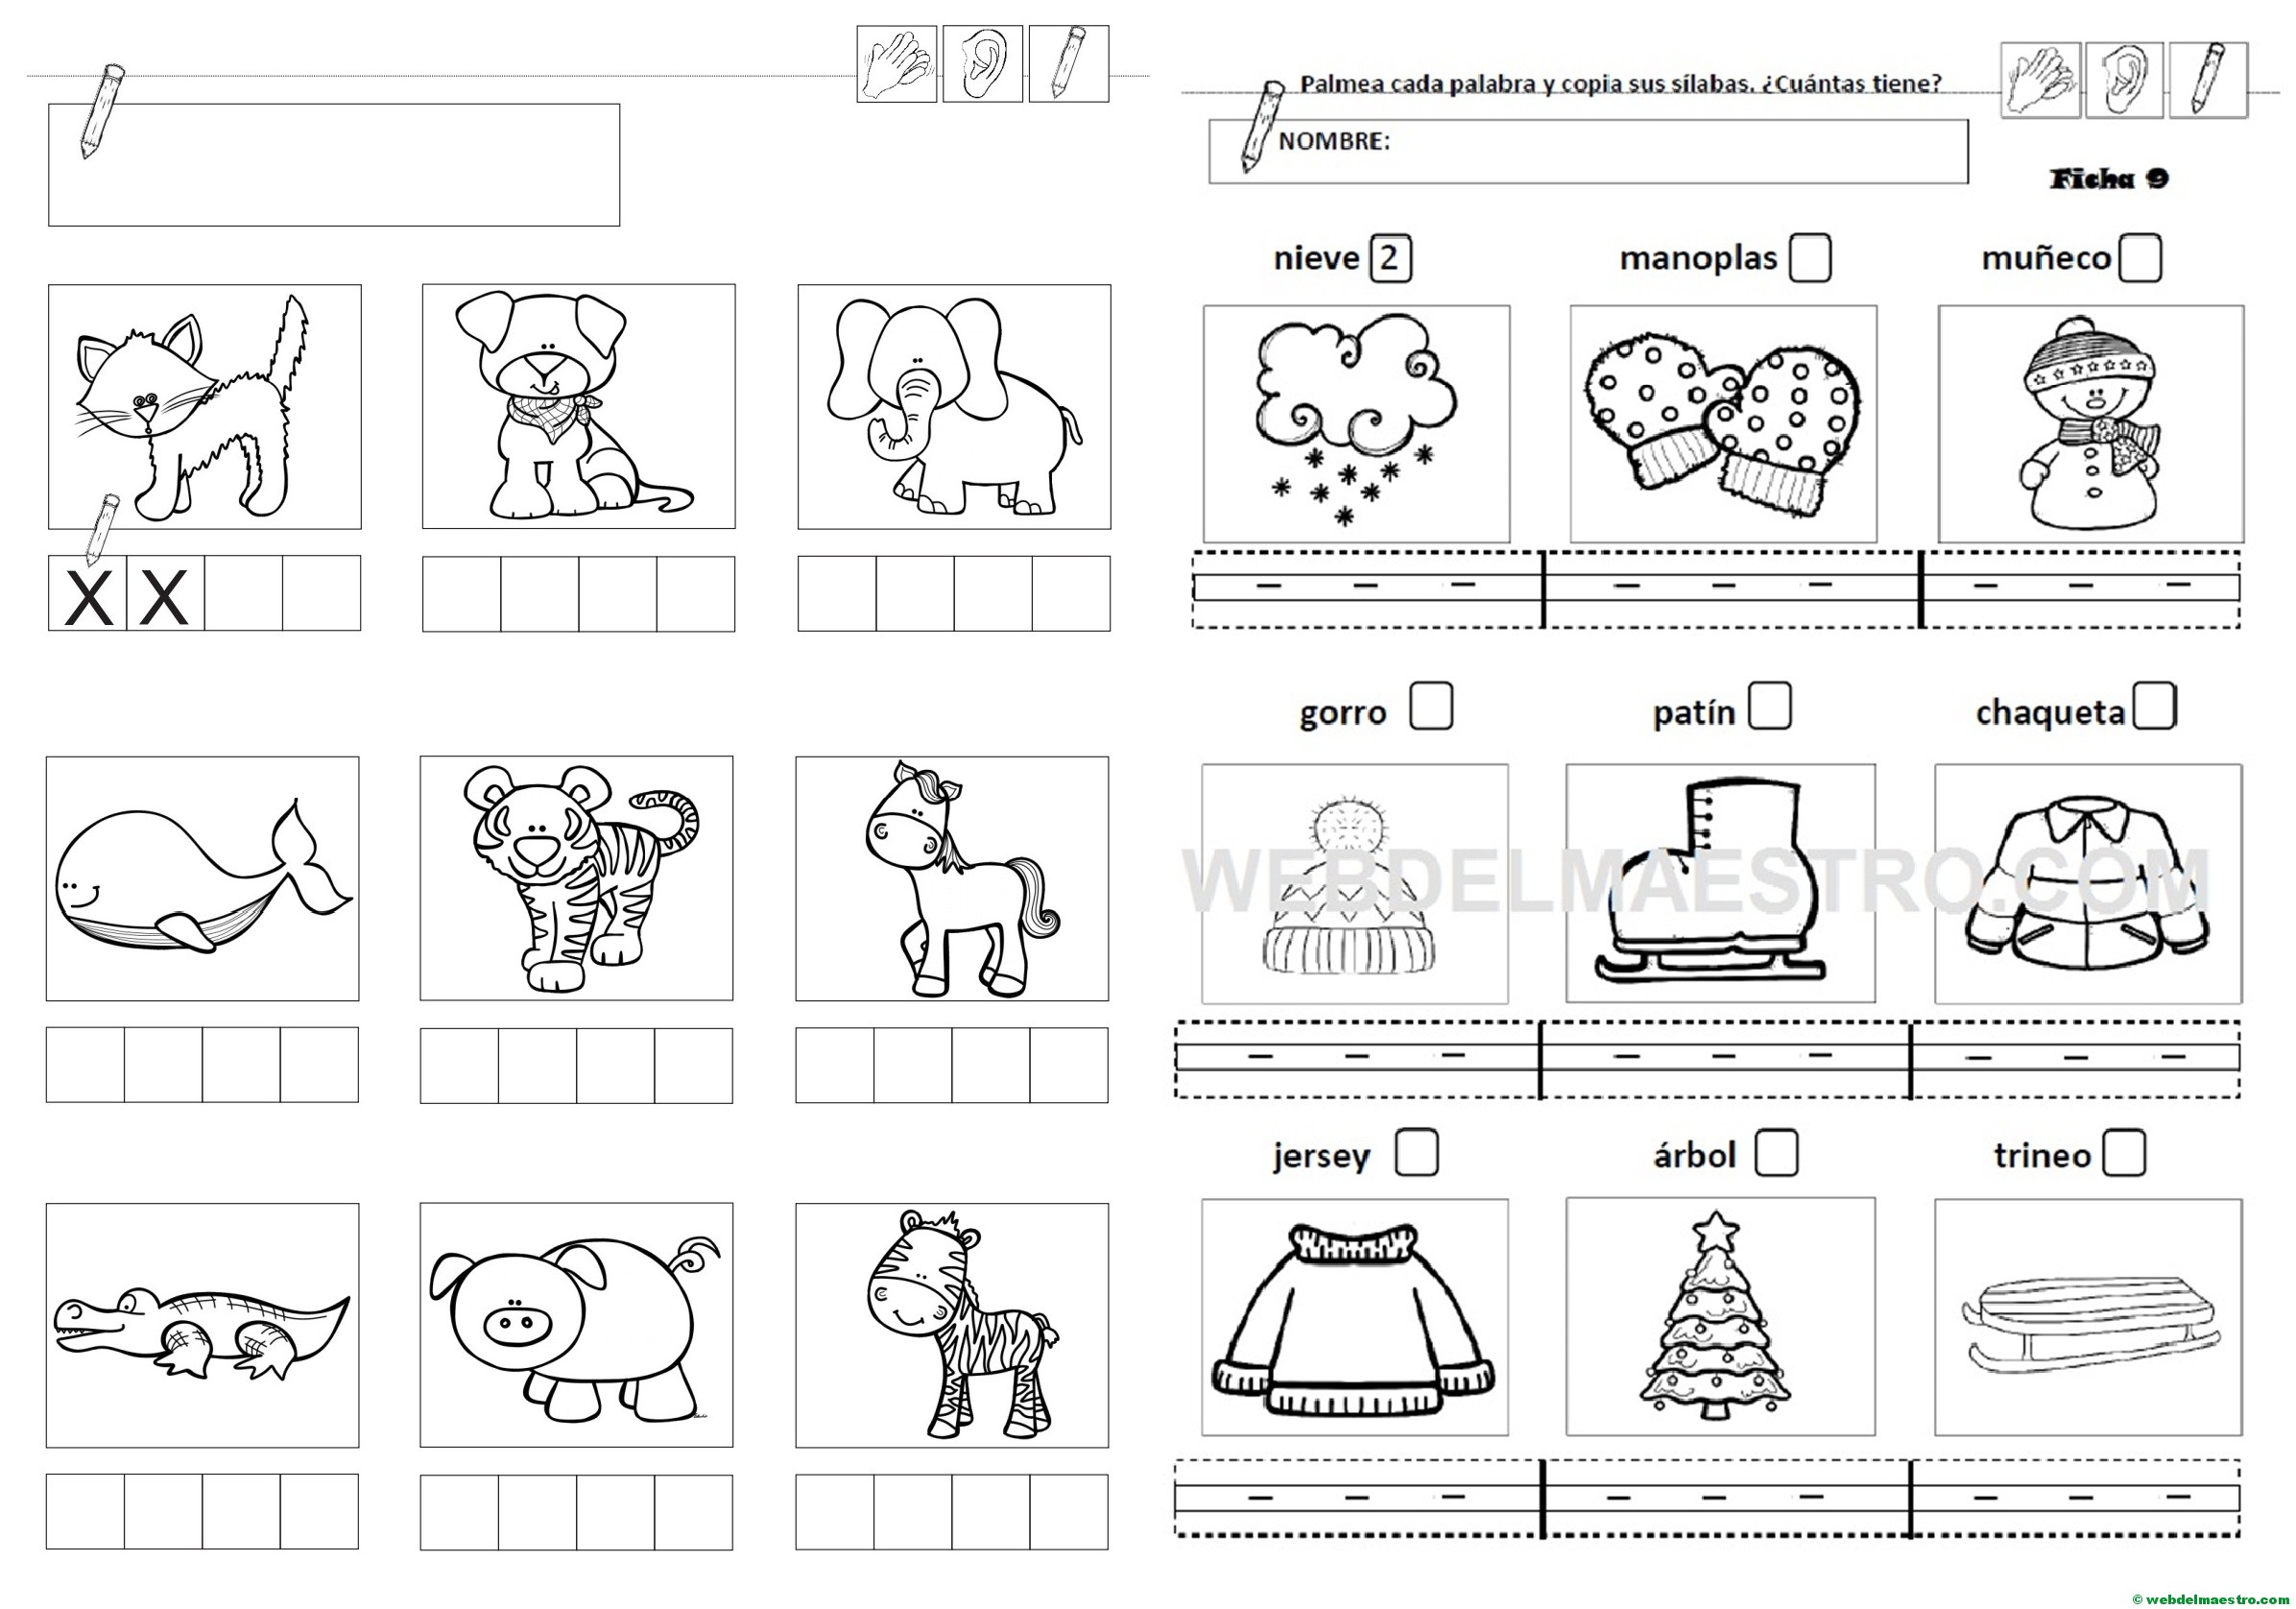 X X
Palmea cada palabra y copia sus sílabas. ¿Cuántas tiene?
NOMBRE:
Ficha 9
nieve 2 manoplas muñeco
gorro patín chaqueta
WEBDELMAESTRO.COM
jersey árbol trineo
© webdelmaestro.com